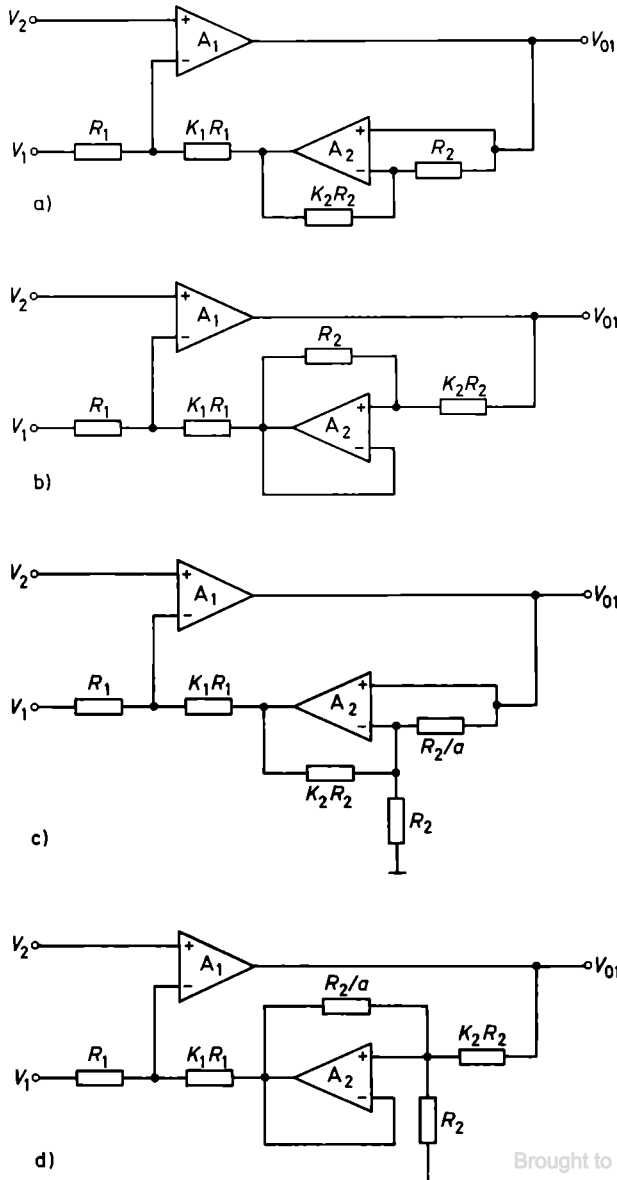 V₂ + A₁ V₀₁
−
V₁ R₁ K₁R₁ A₂ + R₂
−
K₂R₂
a)
V₂ + A₁ V₀₁
−
R₂
V₁ R₁ K₁R₁ A₂ + K₂R₂
−
b)
V₂ + A₁ V₀₁
−
V₁ R₁ K₁R₁ A₂ +
− R₂/a
K₂R₂
R₂
c)
V₂ + A₁ V₀₁
−
R₂/a
V₁ R₁ K₁R₁ A₂ + K₂R₂
−
R₂
d)
Brought to